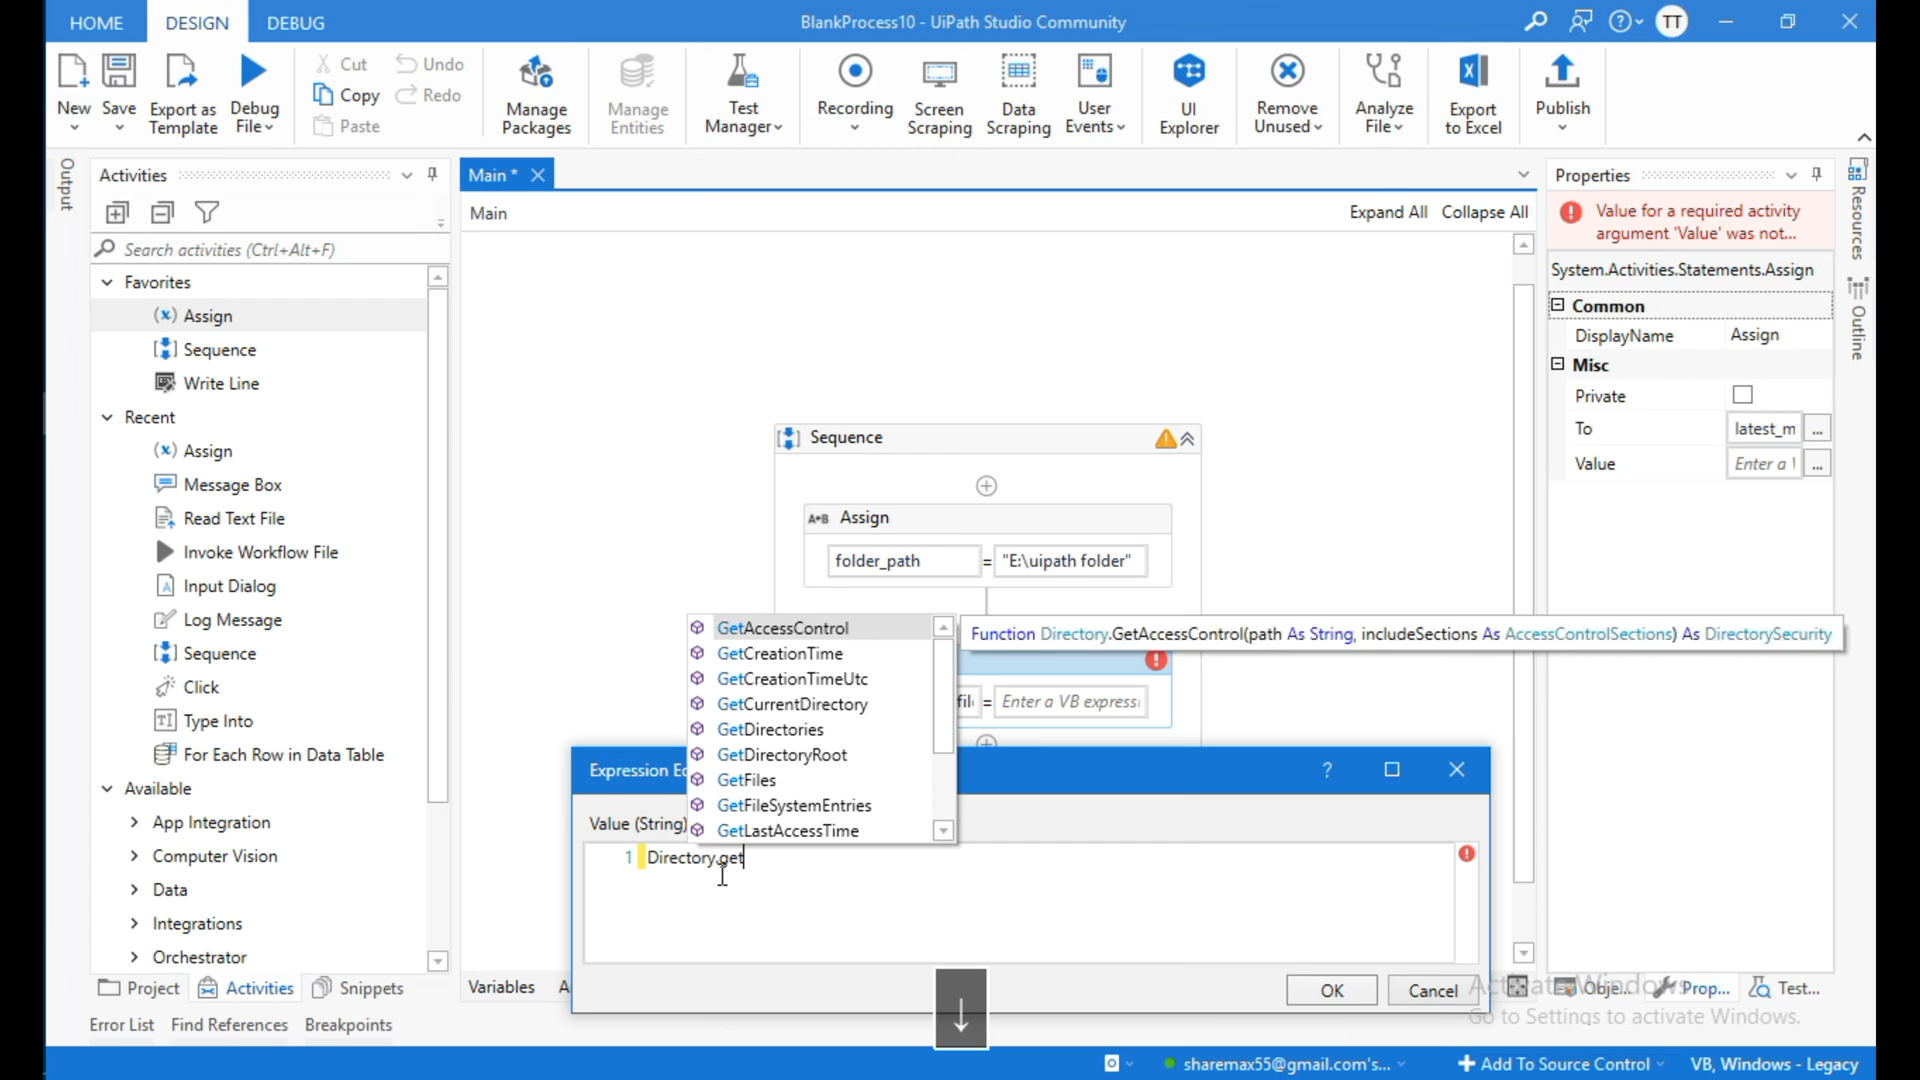 HOME DESIGN DEBUG BlankProcess10 - UiPath Studio Community TT
New Save Export as Template Debug File Cut Copy Paste Undo Redo Manage Packages Manage Entities Test Manager Recording Screen Scraping Data Scraping User Events UI Explorer Remove Unused Analyze File Export to Excel Publish
Output
Activities
Search activities (Ctrl+Alt+F)
Favorites
Assign
Sequence
Write Line
Recent
Assign
Message Box
Read Text File
Invoke Workflow File
Input Dialog
Log Message
Sequence
Click
Type Into
For Each Row in Data Table
Available
App Integration
Computer Vision
Data
Integrations
Orchestrator
Project Activities Snippets
Error List Find References Breakpoints
Main *
Main Expand All Collapse All
Sequence
A+B Assign
folder_path = "E:\uipath folder"
= Enter a VB expressi
GetAccessControl
GetCreationTime
GetCreationTimeUtc
GetCurrentDirectory
GetDirectories
GetDirectoryRoot
GetFiles
GetFileSystemEntries
GetLastAccessTime
Function Directory.GetAccessControl(path As String, includeSections As AccessControlSections) As DirectorySecurity
Expression Ed ?
Value (String)
1 Directory.get
OK Cancel
Variables A
Properties
Value for a required activity
argument 'Value' was not...
System.Activities.Statements.Assign
Common
DisplayName Assign
Misc
Private
To latest_m ...
Value Enter a V ...
Obje... Prop... Test...
Resources
Outline
Activate Windows
Go to Settings to activate Windows.
sharemax55@gmail.com's... Add To Source Control VB, Windows - Legacy